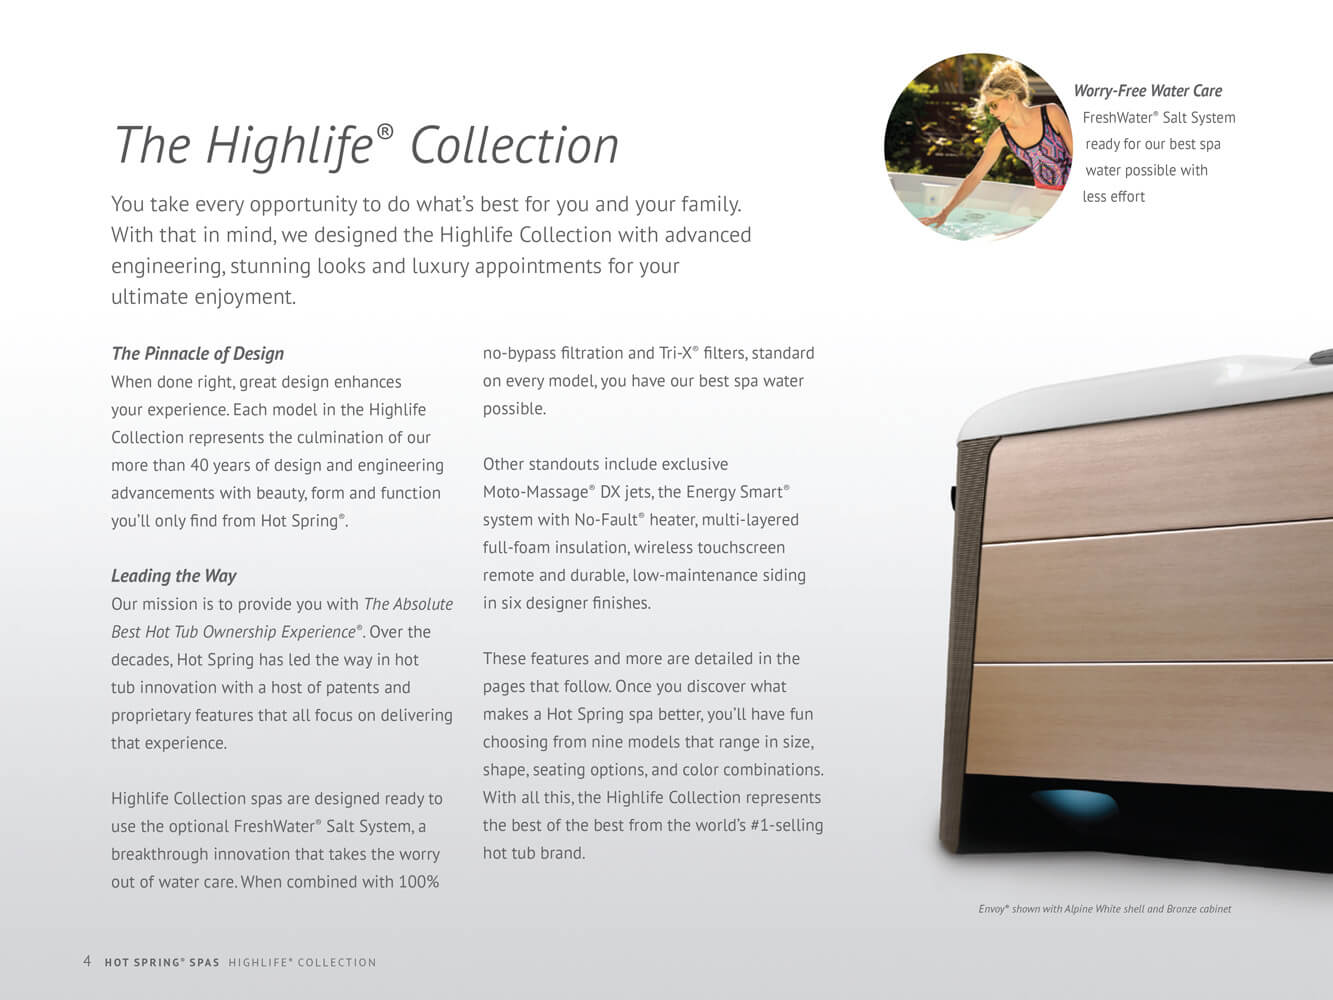 The Highlife® Collection
You take every opportunity to do what's best for you and your family.
With that in mind, we designed the Highlife Collection with advanced
engineering, stunning looks and luxury appointments for your
ultimate enjoyment.
The Pinnacle of Design
When done right, great design enhances
your experience. Each model in the Highlife
Collection represents the culmination of our
more than 40 years of design and engineering
advancements with beauty, form and function
you'll only find from Hot Spring®.
Leading the Way
Our mission is to provide you with The Absolute
Best Hot Tub Ownership Experience®. Over the
decades, Hot Spring has led the way in hot
tub innovation with a host of patents and
proprietary features that all focus on delivering
that experience.
Highlife Collection spas are designed ready to
use the optional FreshWater® Salt System, a
breakthrough innovation that takes the worry
out of water care. When combined with 100%
no-bypass filtration and Tri-X® filters, standard
on every model, you have our best spa water
possible.
Other standouts include exclusive
Moto-Massage® DX jets, the Energy Smart®
system with No-Fault® heater, multi-layered
full-foam insulation, wireless touchscreen
remote and durable, low-maintenance siding
in six designer finishes.
These features and more are detailed in the
pages that follow. Once you discover what
makes a Hot Spring spa better, you'll have fun
choosing from nine models that range in size,
shape, seating options, and color combinations.
With all this, the Highlife Collection represents
the best of the best from the world's #1-selling
hot tub brand.
Worry-Free Water Care
FreshWater® Salt System
ready for our best spa
water possible with
less effort
Envoy® shown with Alpine White shell and Bronze cabinet
4 HOT SPRING® SPAS HIGHLIFE® COLLECTION